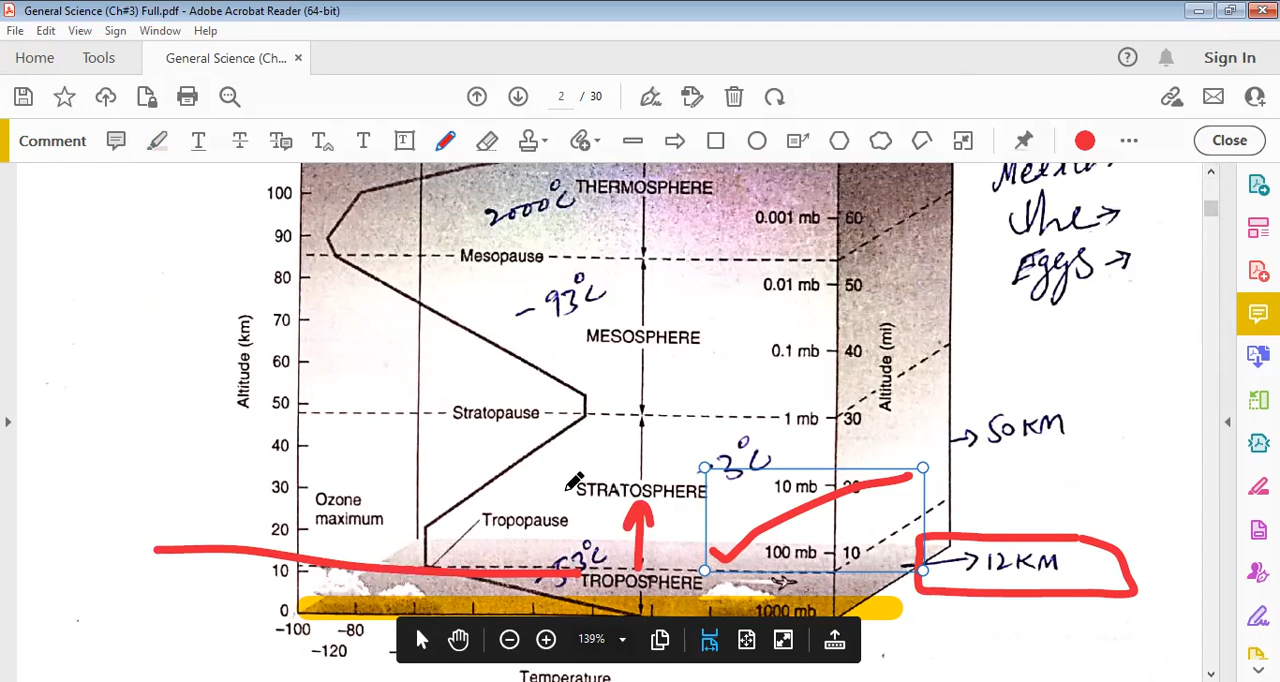 General Science (Ch#3) Full.pdf - Adobe Acrobat Reader (64-bit)
File Edit View Sign Window Help
Home Tools General Science (Ch... × Sign In
2 / 30
Comment Close
100 THERMOSPHERE
2000°C 0.001 mb 60
90
Mesopause
the →
Eggs →
80 0.01 mb 50
-93°C
70
MESOSPHERE
60 0.1 mb 40
Altitude (km) Altitude (mi)
50 Stratopause 1 mb 30
50 KM
40
3°C
30 STRATOSPHERE 10 mb 20
Ozone
maximum
20 Tropopause
100 mb 10
-53°C
12 KM
10 TROPOSPHERE
0 1000 mb
-100 -80
-120
139%
Temperature